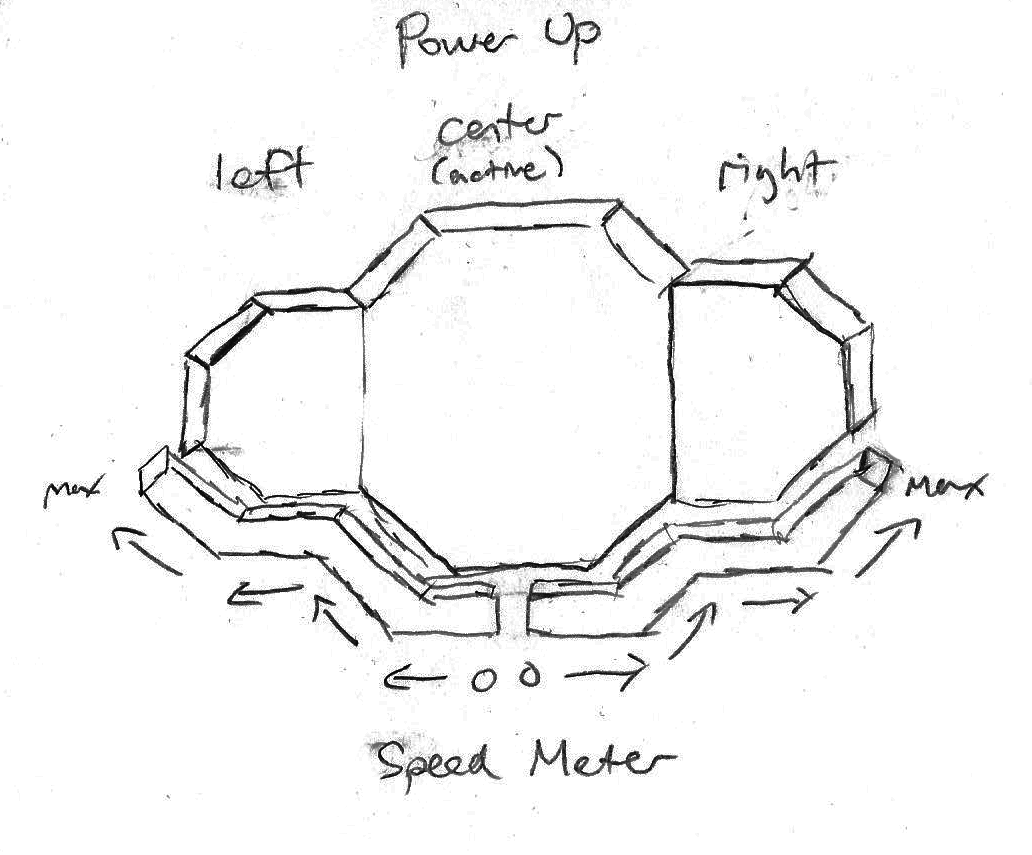 Power Up
center
(active)
left
right
Max
Max
0 0
Speed Meter